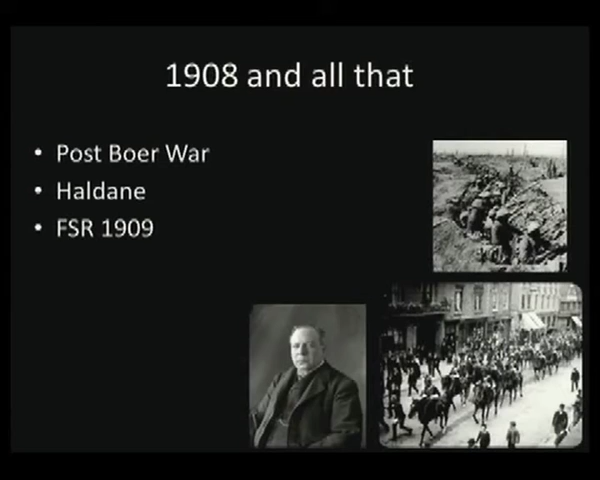 1908 and all that
• Post Boer War
• Haldane
• FSR 1909